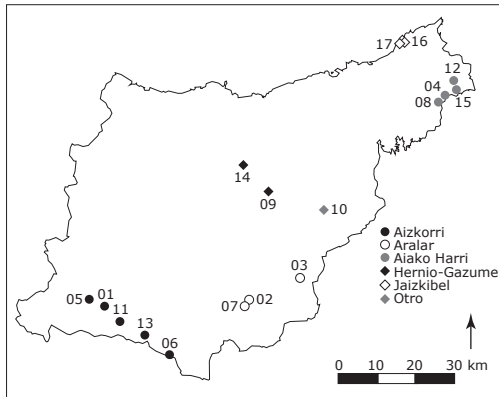 17 16
12
04
08 15
14
09
10
03
05 01
02
07
11
13
06
Aizkorri
Aralar
Aiako Harri
Hernio-Gazume
Jaizkibel
Otro
0 10 20 30 km